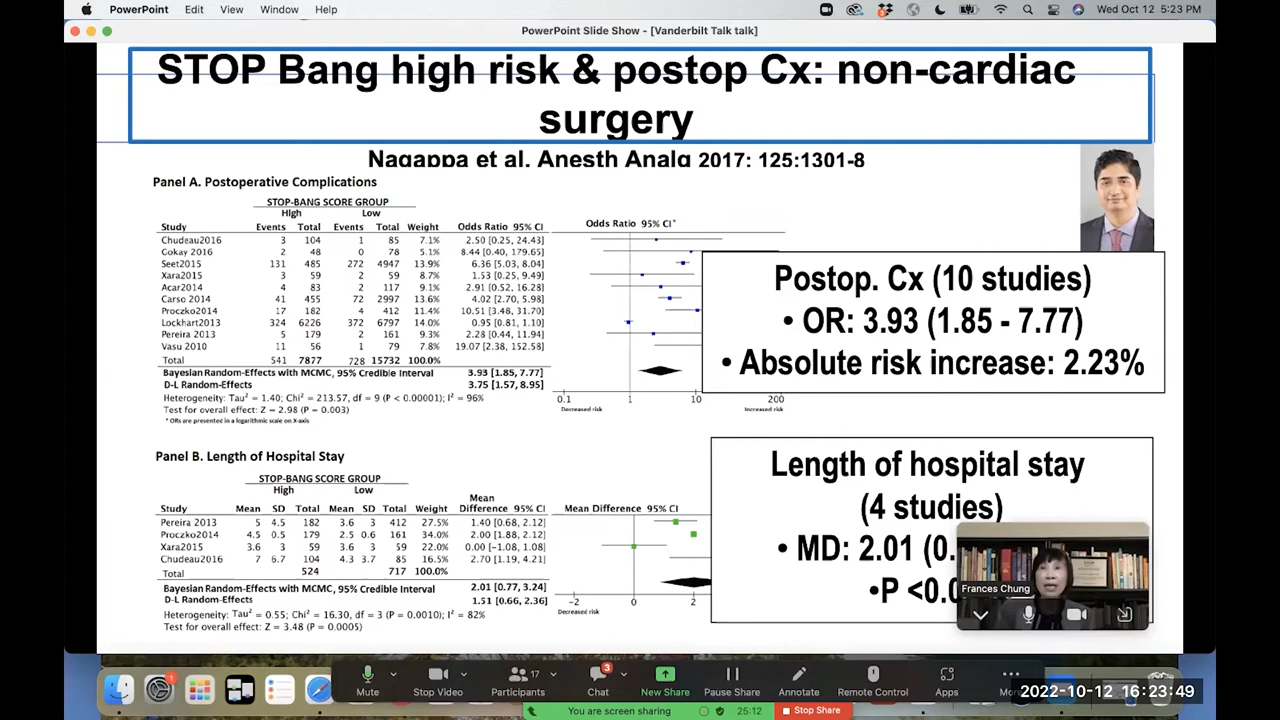 PowerPoint Edit View Window Help
Wed Oct 12 5:23 PM
PowerPoint Slide Show - [Vanderbilt Talk talk]
STOP Bang high risk & postop Cx: non-cardiac
surgery
Nagappa et al. Anesth Analg 2017: 125:1301-8
Panel A. Postoperative Complications
STOP-BANG SCORE GROUP
High Low
Odds Ratio 95% CI*
Study Events Total Events Total Weight Odds Ratio 95% CI
Chudeau2016 3 104 1 85 7.1% 2.50 [0.25, 24.43]
Cokay 2016 2 48 0 78 5.1% 8.44 [0.40, 179.65]
Seet2015 131 485 272 4947 13.9% 6.36 [5.03, 8.04]
Xara2015 3 59 2 59 8.7% 1.53 [0.25, 9.49]
Acar2014 4 83 2 117 9.2% 2.91 [0.52, 16.28]
Carso 2014 41 455 72 2997 13.6% 4.02 [2.70, 5.98]
Proczko2014 17 182 4 412 11.4% 10.51 [3.48, 31.70]
Lockhart2013 324 6226 372 6797 14.0% 0.95 [0.81, 1.10]
Pereira 2013 5 179 2 161 9.3% 2.28 [0.44, 11.94]
Vasu 2010 11 56 1 79 7.8% 19.07 [2.38, 152.58]
Total 541 7877 728 15732 100.0%
Bayesian Random-Effects with MCMC, 95% Credible Interval 3.93 [1.85, 7.77]
D-L Random-Effects 3.75 [1.57, 8.95]
Heterogeneity: Tau² = 1.40; Chi² = 213.57, df = 9 (P < 0.00001); I² = 96%
Test for overall effect: Z = 2.98 (P = 0.003)
* ORs are presented in a logarithmic scale on X-axis
0.1 1 10 200
Decreased risk Increased risk
Postop. Cx (10 studies)
• OR: 3.93 (1.85 - 7.77)
• Absolute risk increase: 2.23%
Panel B. Length of Hospital Stay
STOP-BANG SCORE GROUP
High Low
Study Mean SD Total Mean SD Total Weight Mean Difference 95% CI
Mean Difference 95% CI
Pereira 2013 5 4.5 182 3.6 3 412 27.5% 1.40 [0.68, 2.12]
Proczko2014 4.5 0.5 179 2.5 0.6 161 34.0% 2.00 [1.88, 2.12]
Xara2015 3.6 3 59 3.6 3 59 22.0% 0.00 [-1.08, 1.08]
Chudeau2016 7 6.7 104 4.3 3.7 85 16.5% 2.70 [1.19, 4.21]
Total 524 717 100.0%
Bayesian Random-Effects with MCMC, 95% Credible Interval 2.01 [0.77, 3.24]
D-L Random-Effects 1.51 [0.66, 2.36]
Heterogeneity: Tau² = 0.55; Chi² = 16.30, df = 3 (P = 0.0010); I² = 82%
Test for overall effect: Z = 3.48 (P = 0.0005)
-2 0 2
Decreased risk
Length of hospital stay
(4 studies)
• MD: 2.01 (0.
•P <0.0
Frances Chung
1
3
17
Mute Stop Video Participants Chat New Share Pause Share Annotate Remote Control Apps
2022-10-12 16:23:49
You are screen sharing 25:12 Stop Share